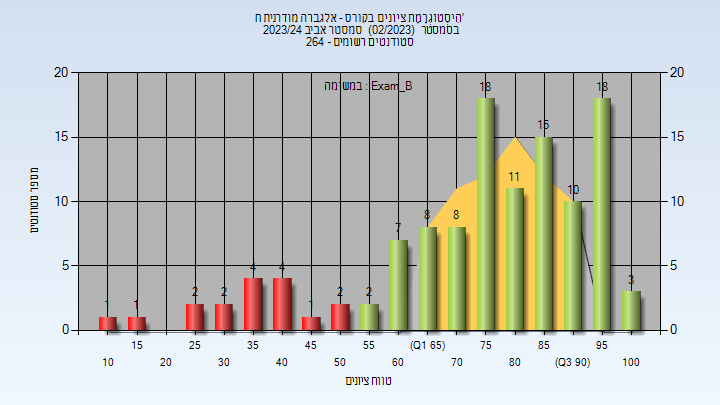 היסטוגרמת ציונים בקורס - אלגברה מודרנית ח'
בסמסטר (02/2023) סמסטר אביב 2023/24
סטודנטים רשומים - 264
במשימה : Exam_B
מספר סטודנטים
20 20
15 15
10 10
5 5
0 0
1 1 2 2 4 4 1 2 2 7 8 8 18 11 15 10 18 3
15 25 35 45 55 (Q1 65) 75 85 95
10 20 30 40 50 60 70 80 (Q3 90) 100
טווח ציונים